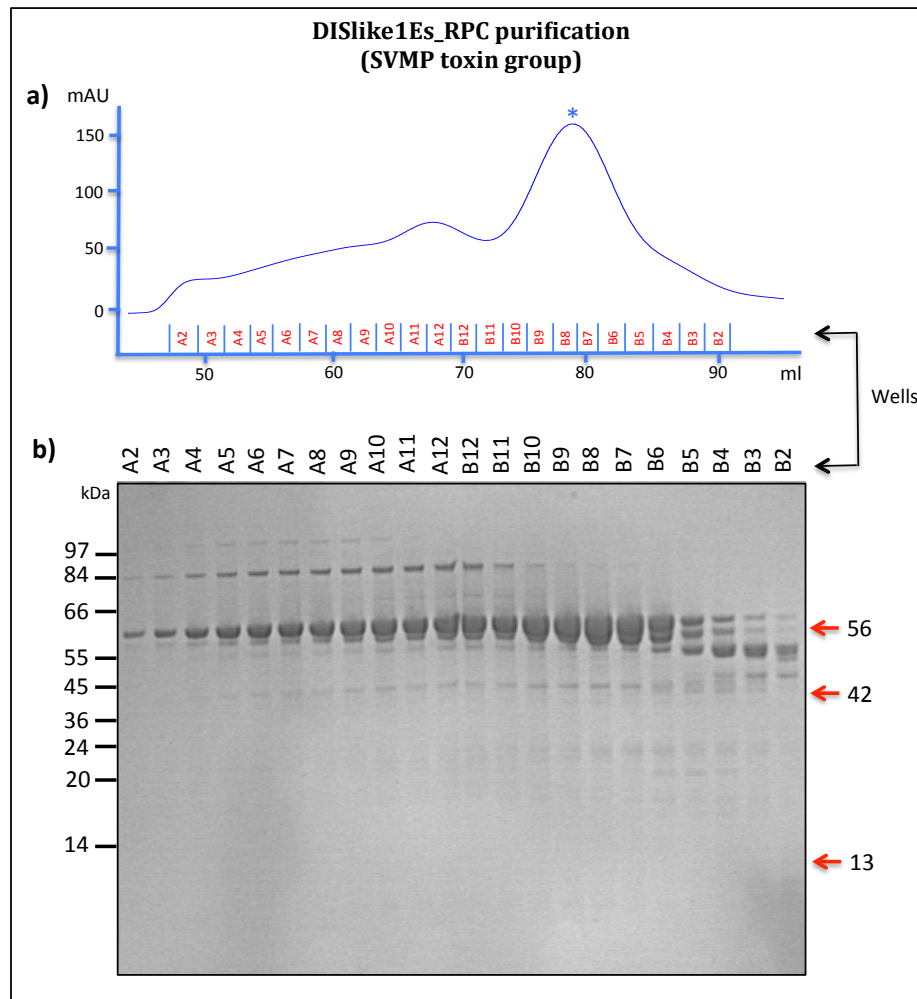 DISlike1Es_RPC purification
(SVMP toxin group)
a)
mAU
*
150
100
50
0
A2 A3 A4 A5 A6 A7 A8 A9 A10 A11 A12 B12 B11 B10 B9 B8 B7 B6 B5 B4 B3 B2
50 60 70 80 90 ml
Wells
b)
A2 A3 A4 A5 A6 A7 A8 A9 A10 A11 A12 B12 B11 B10 B9 B8 B7 B6 B5 B4 B3 B2
kDa
97
84
66
56
55
45
42
36
24
20
14
13